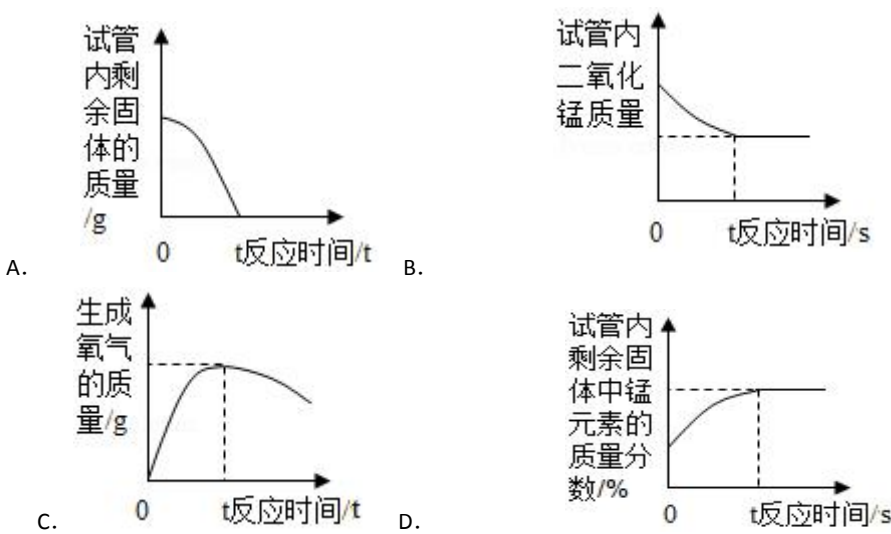 试管
内剩
余固
体的
质量
/g
0
t反应时间/t
A.
试管内
二氧化
锰质量
0
t反应时间/s
B.
生成
氧气
的质
量/g
0
t反应时间/t
C.
试管内
剩余固
体中锰
元素的
质量分
数/%
0
t反应时间/s
D.